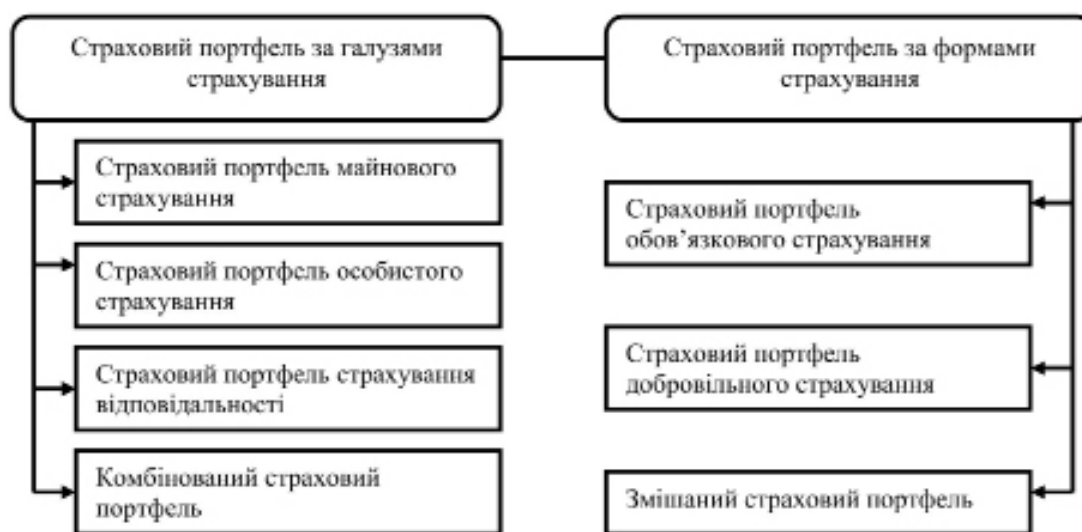 Страховий портфель за галузями
страхування
Страховий портфель майнового
страхування
Страховий портфель особистого
страхування
Страховий портфель страхування
відповідальності
Комбінований страховий
портфель
Страховий портфель за формами
страхування
Страховий портфель
обов’язкового страхування
Страховий портфель
добровільного страхування
Змішаний страховий портфель